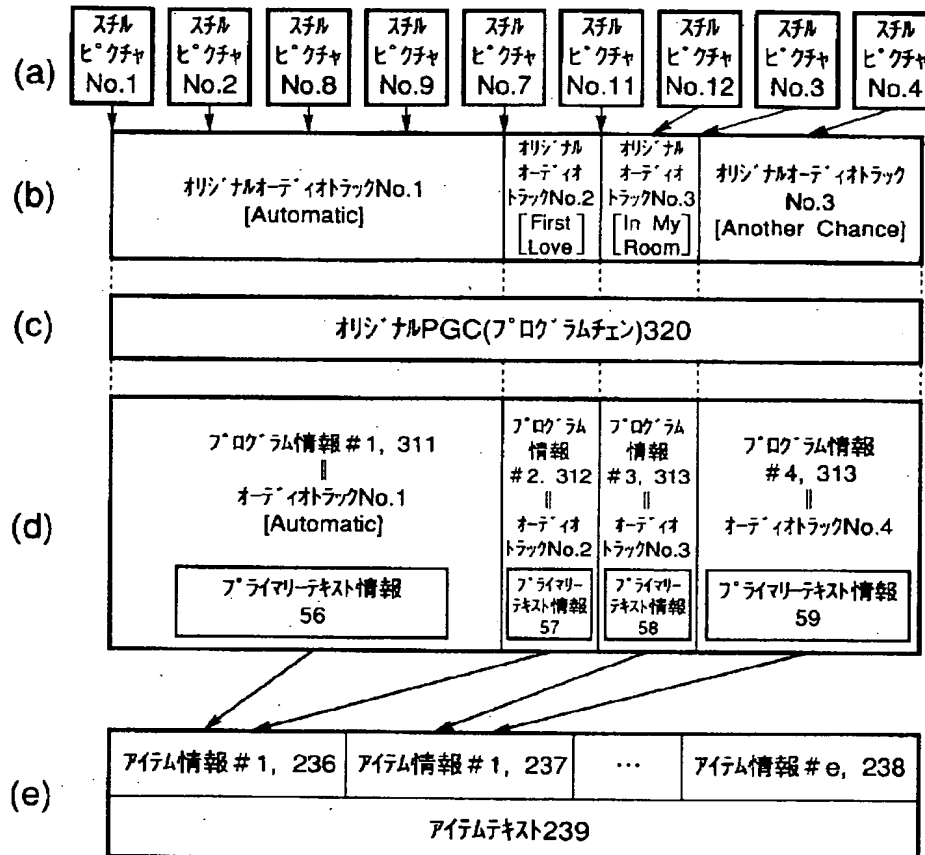 (a)
スチル
ピクチャ
No.1
スチル
ピクチャ
No.2
スチル
ピクチャ
No.8
スチル
ピクチャ
No.9
スチル
ピクチャ
No.7
スチル
ピクチャ
No.11
スチル
ピクチャ
No.12
スチル
ピクチャ
No.3
スチル
ピクチャ
No.4
(b)
オリジナルオーディオトラックNo.1
[Automatic]
オリジナル
オーディオ
トラックNo.2
[First
Love]
オリジナル
オーディオ
トラックNo.3
[In My
Room]
オリジナルオーディオトラック
No.3
[Another Chance]
(c)
オリジナルPGC(プログラムチェン)320
(d)
プログラム情報#1, 311
||
オーディオトラックNo.1
[Automatic]
プライマリーテキスト情報
56
プログラム
情報
#2. 312
||
オーディオ
トラックNo.2
プライマリー
テキスト情報
57
プログラム
情報
#3, 313
||
オーディオ
トラックNo.3
プライマリー
テキスト情報
58
プログラム情報
#4, 313
||
オーディオトラックNo.4
プライマリーテキスト情報
59
(e)
アイテム情報#1, 236
アイテム情報#1, 237
…
アイテム情報#e, 238
アイテムテキスト239